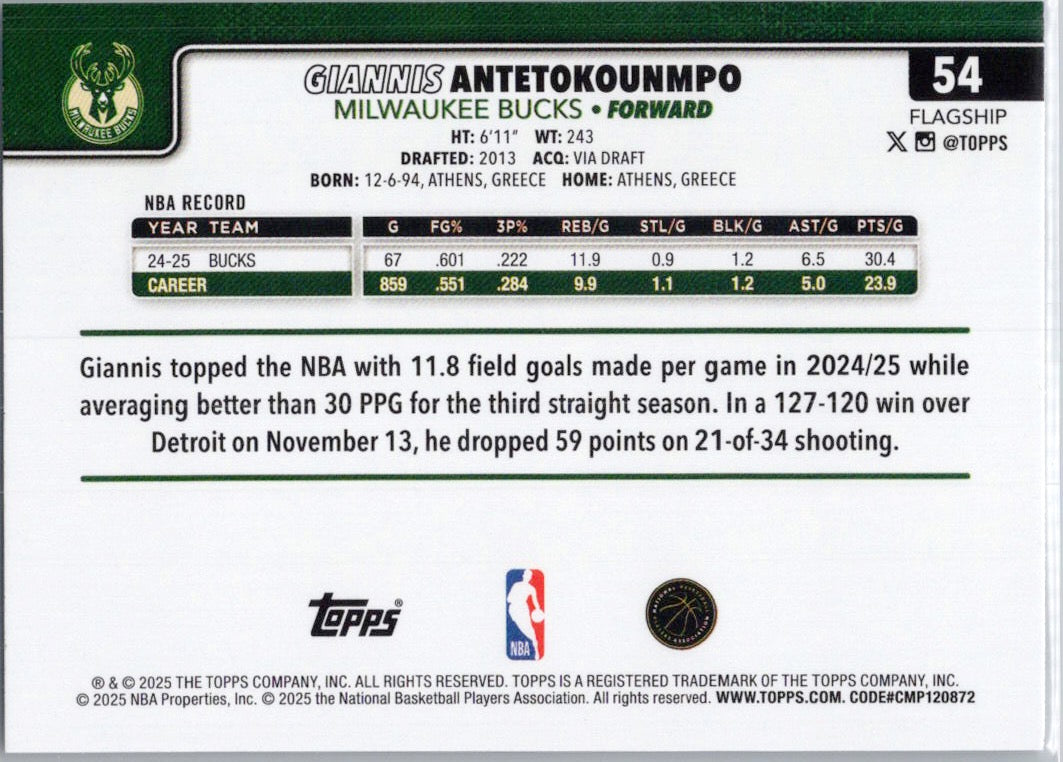 MILWAUKEE BUCKS
GIANNIS ANTETOKOUNMPO
54
MILWAUKEE BUCKS • FORWARD
FLAGSHIP
@TOPPS
HT: 6'11" WT: 243
DRAFTED: 2013 ACQ: VIA DRAFT
BORN: 12-6-94, ATHENS, GREECE HOME: ATHENS, GREECE
NBA RECORD
YEAR TEAM G FG% 3P% REB/G STL/G BLK/G AST/G PTS/G
24-25 BUCKS 67 .601 .222 11.9 0.9 1.2 6.5 30.4
CAREER 859 .551 .284 9.9 1.1 1.2 5.0 23.9
Giannis topped the NBA with 11.8 field goals made per game in 2024/25 while
averaging better than 30 PPG for the third straight season. In a 127-120 win over
Detroit on November 13, he dropped 59 points on 21-of-34 shooting.
Topps®
NBA
NATIONAL BASKETBALL PLAYERS ASSOCIATION
® & © 2025 THE TOPPS COMPANY, INC. ALL RIGHTS RESERVED. TOPPS IS A REGISTERED TRADEMARK OF THE TOPPS COMPANY, INC.
© 2025 NBA Properties, Inc. © 2025 the National Basketball Players Association. All rights reserved. WWW.TOPPS.COM. CODE#CMP120872